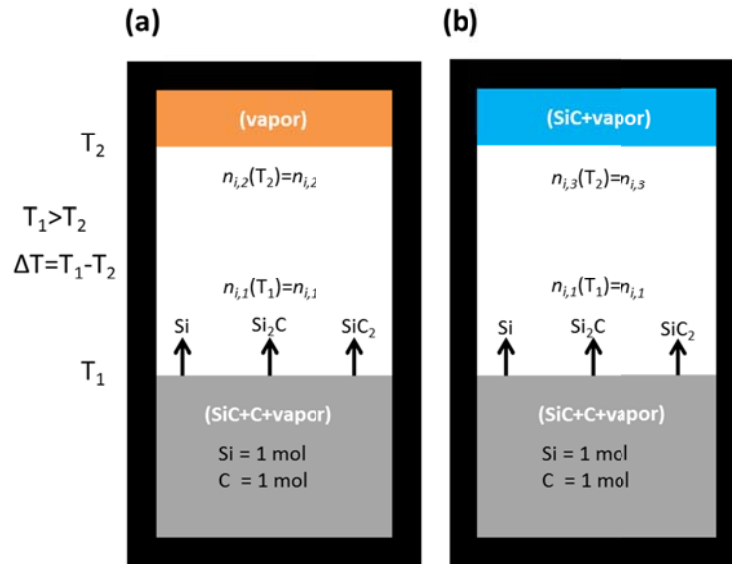 (a)
(b)
(vapor)
(SiC+vapor)
T₂
nᵢ,₂(T₂)=nᵢ,₂
nᵢ,₃(T₂)=nᵢ,₃
T₁>T₂
ΔT=T₁-T₂
nᵢ,₁(T₁)=nᵢ,₁
nᵢ,₁(T₁)=nᵢ,₁
Si Si₂C SiC₂
Si Si₂C SiC₂
T₁
(SiC+C+vapor)
(SiC+C+vapor)
Si = 1 mol
Si = 1 mol
C = 1 mol
C = 1 mol